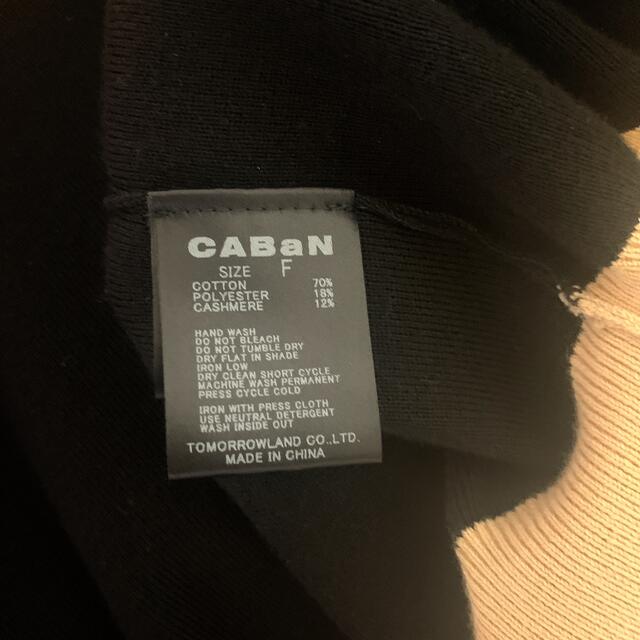 CABaN
SIZE F
COTTON 70%
POLYESTER 18%
CASHMERE 12%
HAND WASH
DO NOT BLEACH
DO NOT TUMBLE DRY
DRY FLAT IN SHADE
IRON LOW
DRY CLEAN SHORT CYCLE
MACHINE WASH PERMANENT
PRESS CYCLE COLD
IRON WITH PRESS CLOTH
USE NEUTRAL DETERGENT
WASH INSIDE OUT
TOMORROWLAND CO.,LTD.
MADE IN CHINA